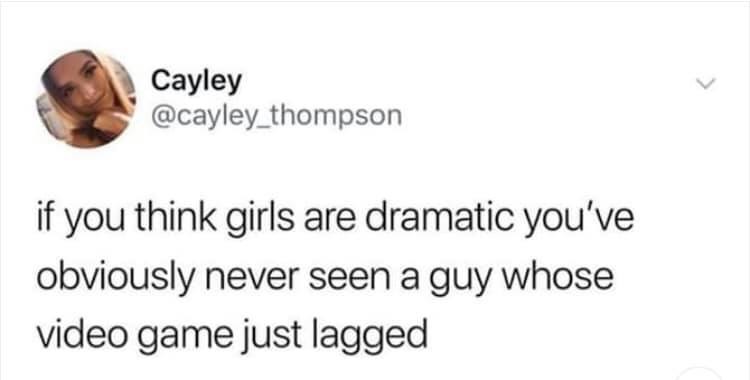 Cayley
@cayley_thompson
if you think girls are dramatic you've
obviously never seen a guy whose
video game just lagged